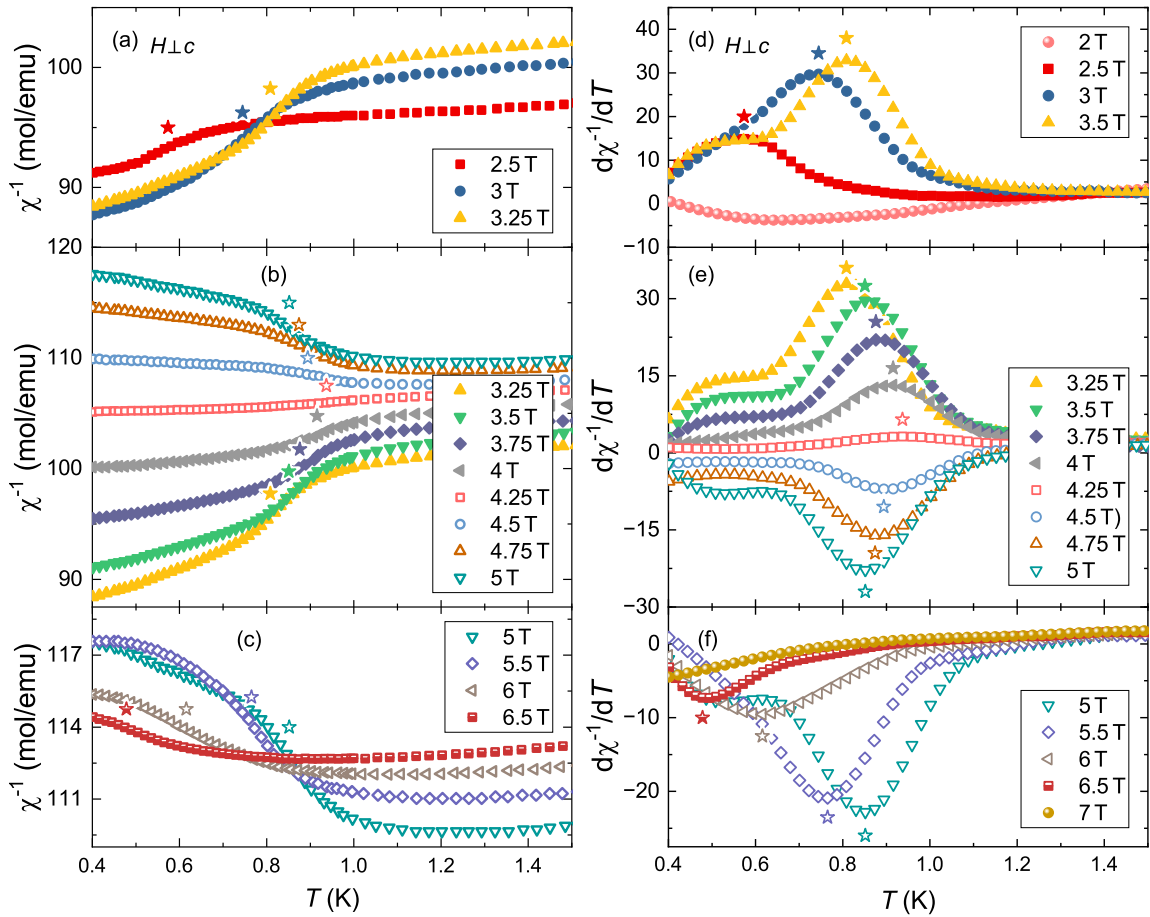 (a) H⊥c
χ⁻¹ (mol/emu)
100
90
120
2.5 T
3 T
3.25 T
(b)
χ⁻¹ (mol/emu)
110
100
90
3.25 T
3.5 T
3.75 T
4 T
4.25 T
4.5 T
4.75 T
5 T
(c)
χ⁻¹ (mol/emu)
117
114
111
5 T
5.5 T
6 T
6.5 T
0.4 0.6 0.8 1.0 1.2 1.4
T (K)
(d) H⊥c
dχ⁻¹/dT
40
30
20
10
0
−10
2 T
2.5 T
3 T
3.5 T
(e)
dχ⁻¹/dT
30
15
0
−15
−30
3.25 T
3.5 T
3.75 T
4 T
4.25 T
4.5 T)
4.75 T
5 T
(f)
dχ⁻¹/dT
0
−10
−20
5 T
5.5 T
6 T
6.5 T
7 T
0.4 0.6 0.8 1.0 1.2 1.4
T (K)